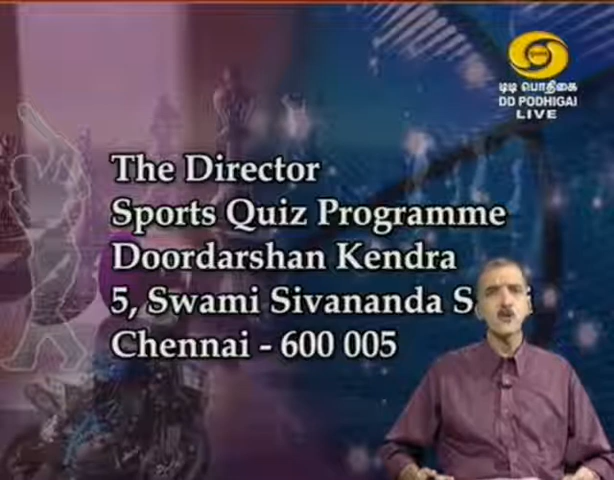 டிடி பொதிகை
DD PODHIGAI
LIVE
The Director
Sports Quiz Programme
Doordarshan Kendra
5, Swami Sivananda
Chennai - 600 005